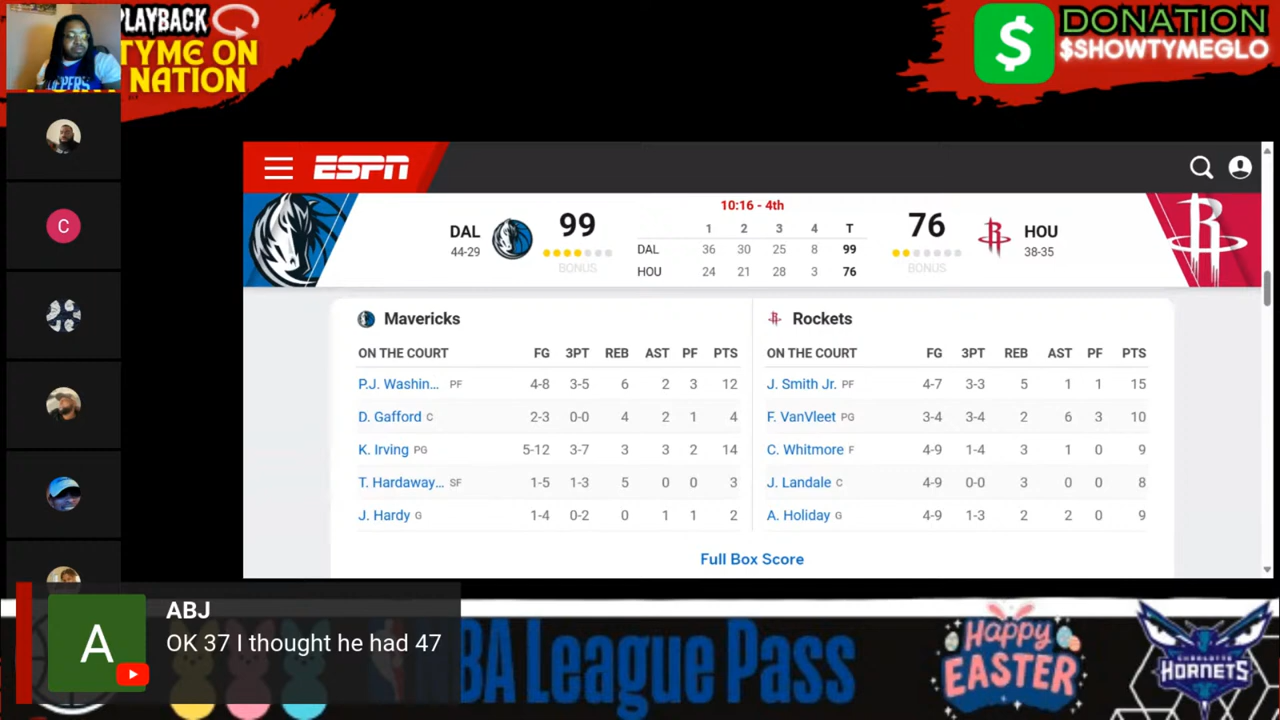 PLAYBACK
TYME ON
NATION
DONATION
$SHOWTYMEGLO
ESPN
10:16 - 4th
DAL 44-29 99 BONUS
1 2 3 4 T
DAL 36 30 25 8 99
HOU 24 21 28 3 76
76 BONUS HOU 38-35
Mavericks
ON THE COURT FG 3PT REB AST PF PTS
P.J. Washin... PF 4-8 3-5 6 2 3 12
D. Gafford C 2-3 0-0 4 2 1 4
K. Irving PG 5-12 3-7 3 3 2 14
T. Hardaway... SF 1-5 1-3 5 0 0 3
J. Hardy G 1-4 0-2 0 1 1 2
Rockets
ON THE COURT FG 3PT REB AST PF PTS
J. Smith Jr. PF 4-7 3-3 5 1 1 15
F. VanVleet PG 3-4 3-4 2 6 3 10
C. Whitmore F 4-9 1-4 3 1 0 9
J. Landale C 4-9 0-0 3 0 0 8
A. Holiday G 4-9 1-3 2 2 0 9
Full Box Score
C
A
ABJ
OK 37 I thought he had 47
BA League Pass
HAPPY
EASTER
CHARLOTTE
HORNETS